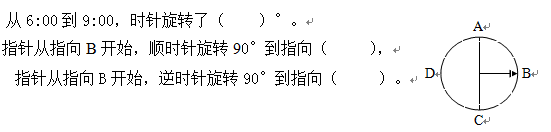 从 6:00 到 9:00，时针旋转了（　　）°。
指针从指向 B 开始，顺时针旋转 90° 到指向（　　），
指针从指向 B 开始，逆时针旋转 90° 到指向（　　）。
A
D
B
C